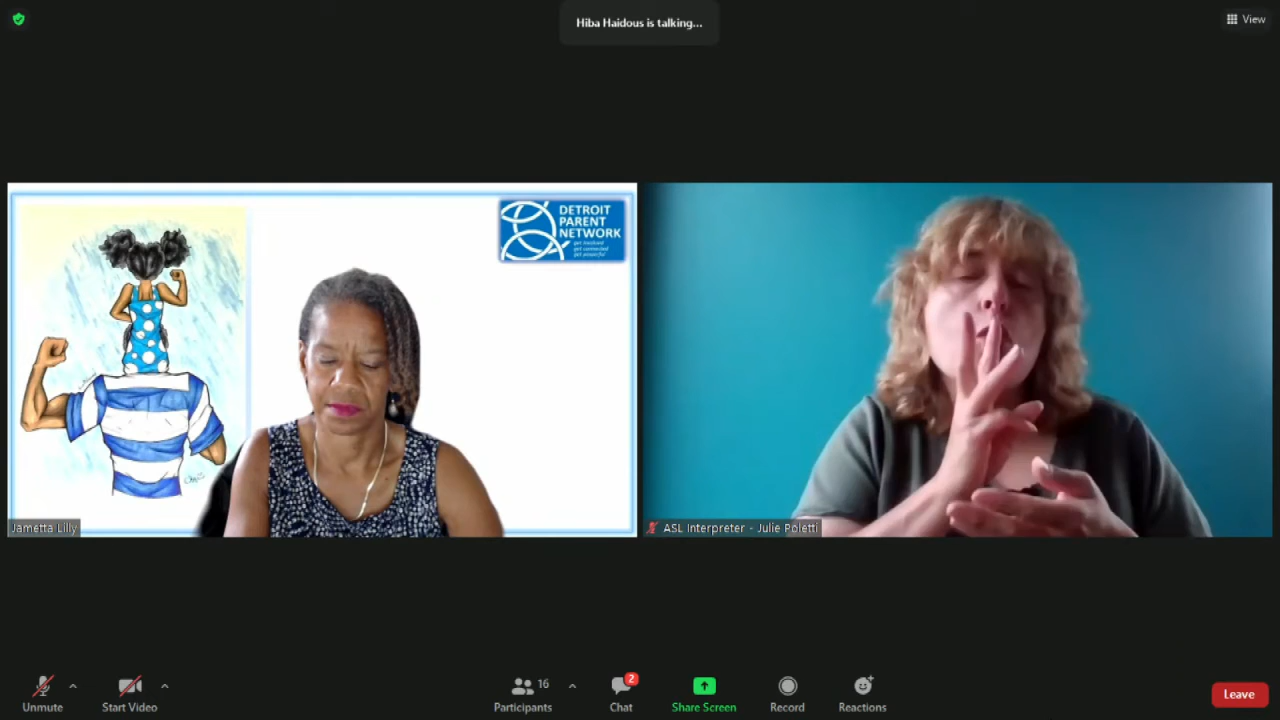 Hiba Haidous is talking...
View
DETROIT
PARENT
NETWORK
get involved
get connected
get powerful
Jametta Lilly
ASL Interpreter - Julie Poletti
Unmute
Start Video
16
Participants
2
Chat
Share Screen
Record
Reactions
Leave